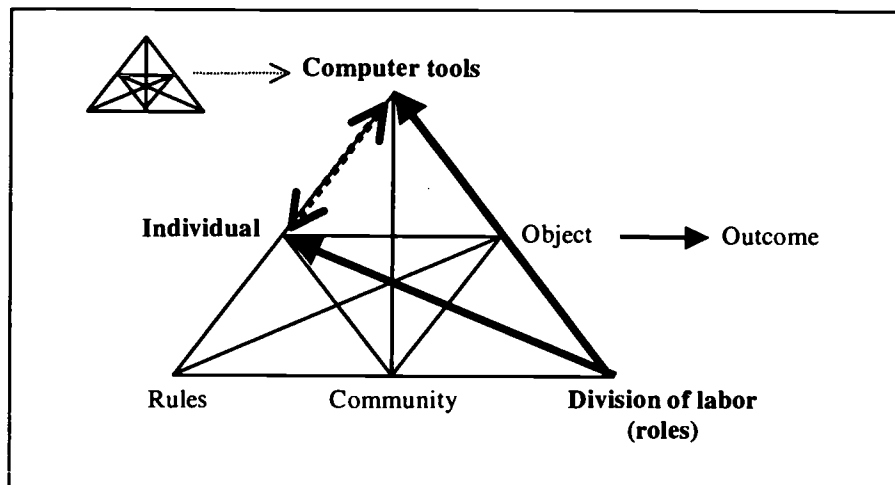 Computer tools
Individual
Object
Outcome
Rules
Community
Division of labor
(roles)